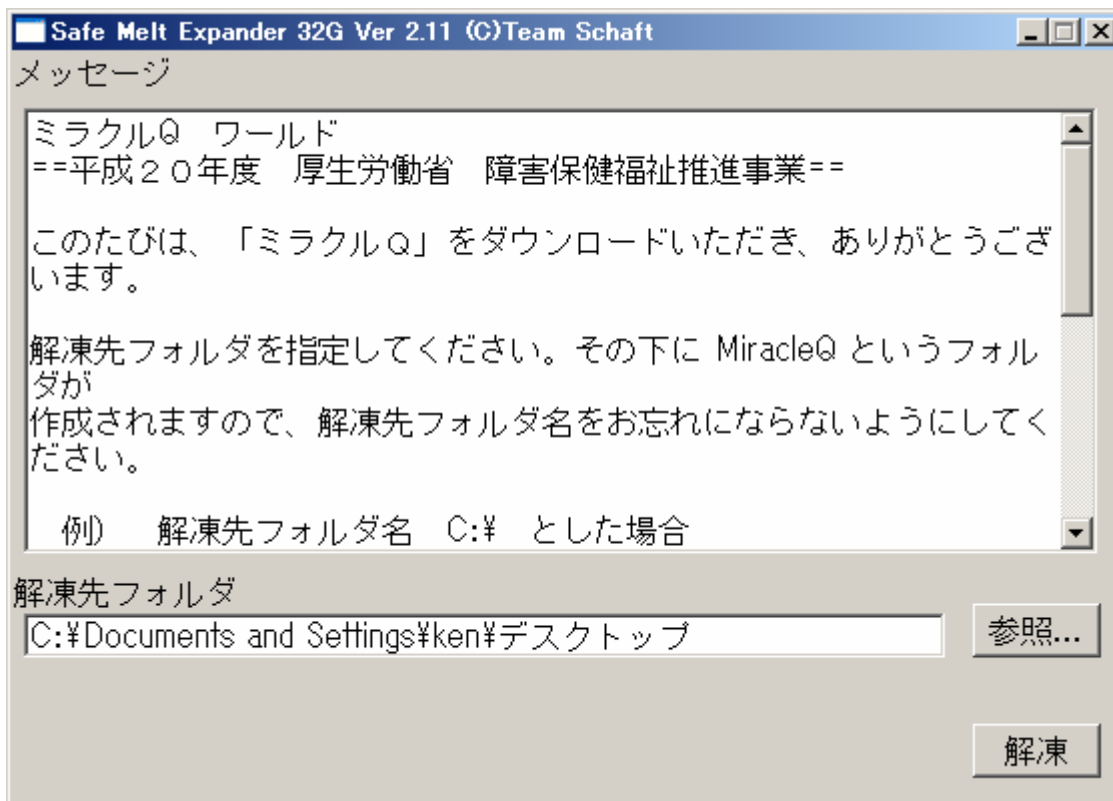 Safe Melt Expander 32G Ver 2.11 (C)Team Schaft
メッセージ
ミラクルQ　ワールド
==平成２０年度　厚生労働省　障害保健福祉推進事業==
このたびは、「ミラクルＱ」をダウンロードいただき、ありがとうござ
います。
解凍先フォルダを指定してください。その下に MiracleQ というフォル
ダが
作成されますので、解凍先フォルダ名をお忘れにならないようにしてく
ださい。
例)　解凍先フォルダ名　C:¥　とした場合
解凍先フォルダ
C:¥Documents and Settings¥ken¥デスクトップ
参照...
解凍